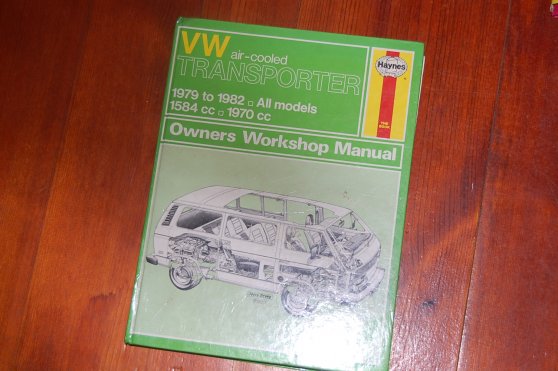 VW air-cooled
TRANSPORTER
Haynes
1979 to 1982 ▫ All models
1584 cc ▫ 1970 cc
Owners Workshop Manual